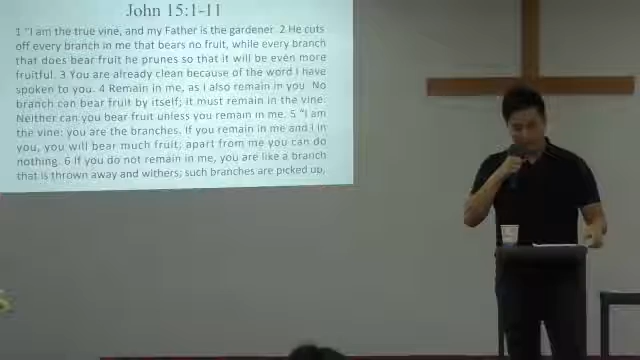 John 15:1-11
1 "I am the true vine, and my Father is the gardener. 2 He cuts
off every branch in me that bears no fruit, while every branch
that does bear fruit he prunes so that it will be even more
fruitful. 3 You are already clean because of the word I have
spoken to you. 4 Remain in me, as I also remain in you. No
branch can bear fruit by itself; it must remain in the vine.
Neither can you bear fruit unless you remain in me. 5 "I am
the vine; you are the branches. If you remain in me and I in
you, you will bear much fruit; apart from me you can do
nothing. 6 If you do not remain in me, you are like a branch
that is thrown away and withers; such branches are picked up,